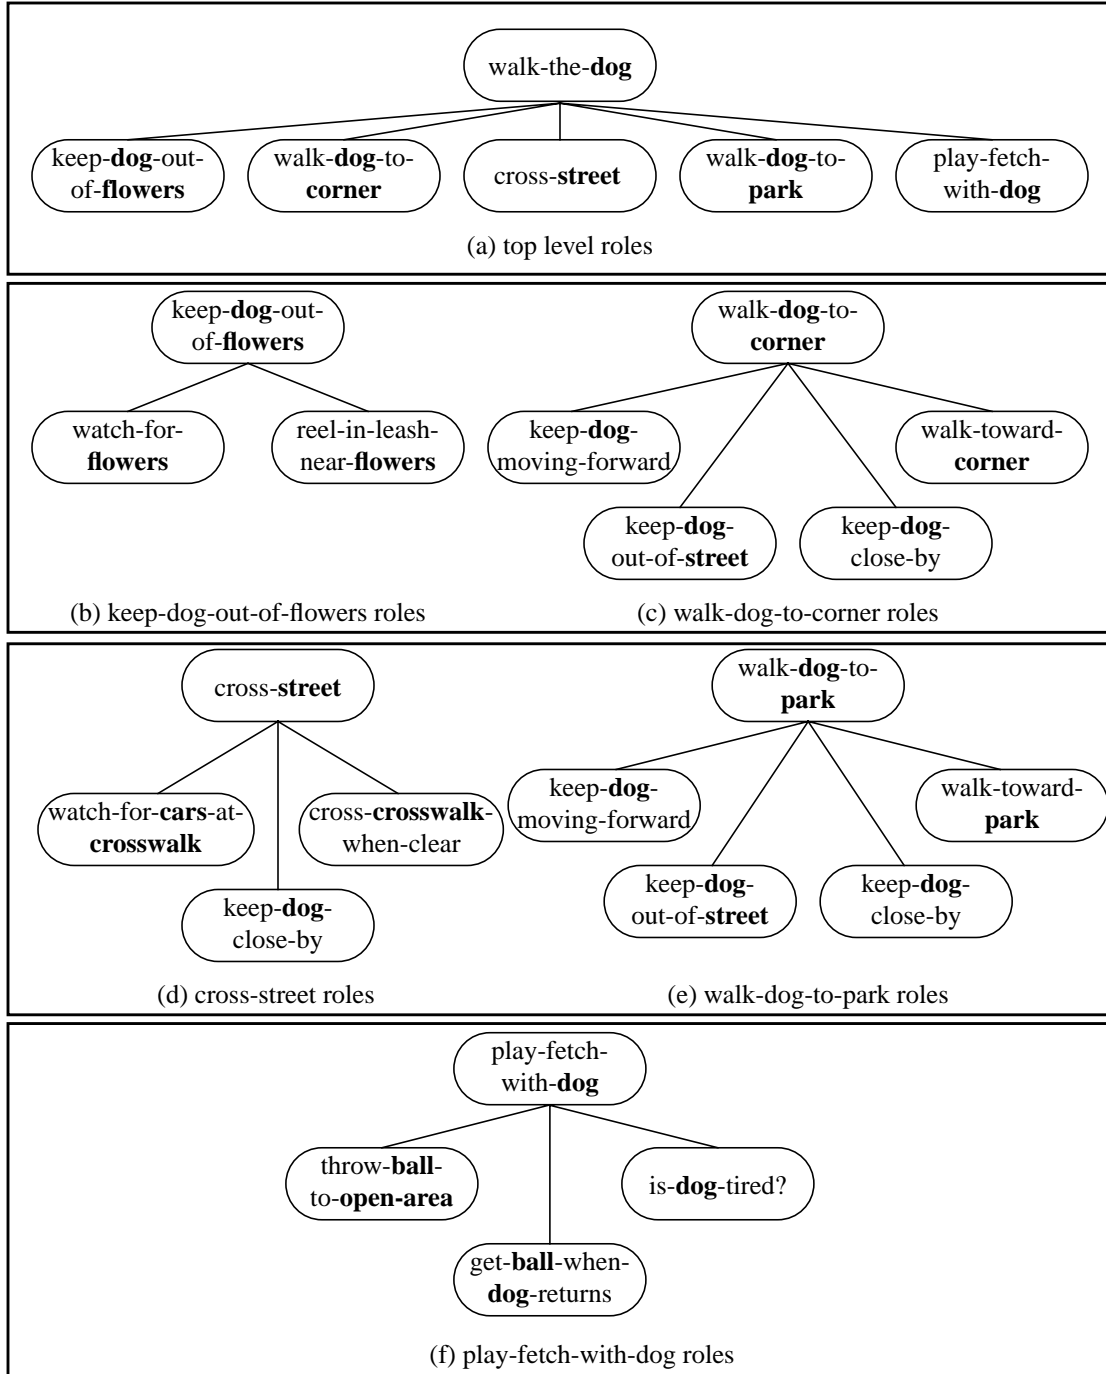 walk-the-dog
keep-dog-out-
of-flowers
walk-dog-to-
corner
cross-street
walk-dog-to-
park
play-fetch-
with-dog
(a) top level roles
keep-dog-out-
of-flowers
watch-for-
flowers
reel-in-leash-
near-flowers
(b) keep-dog-out-of-flowers roles
walk-dog-to-
corner
keep-dog-
moving-forward
keep-dog-
out-of-street
keep-dog-
close-by
walk-toward-
corner
(c) walk-dog-to-corner roles
cross-street
watch-for-cars-at-
crosswalk
keep-dog-
close-by
cross-crosswalk-
when-clear
(d) cross-street roles
walk-dog-to-
park
keep-dog-
moving-forward
keep-dog-
out-of-street
keep-dog-
close-by
walk-toward-
park
(e) walk-dog-to-park roles
play-fetch-
with-dog
throw-ball-
to-open-area
get-ball-when-
dog-returns
is-dog-tired?
(f) play-fetch-with-dog roles